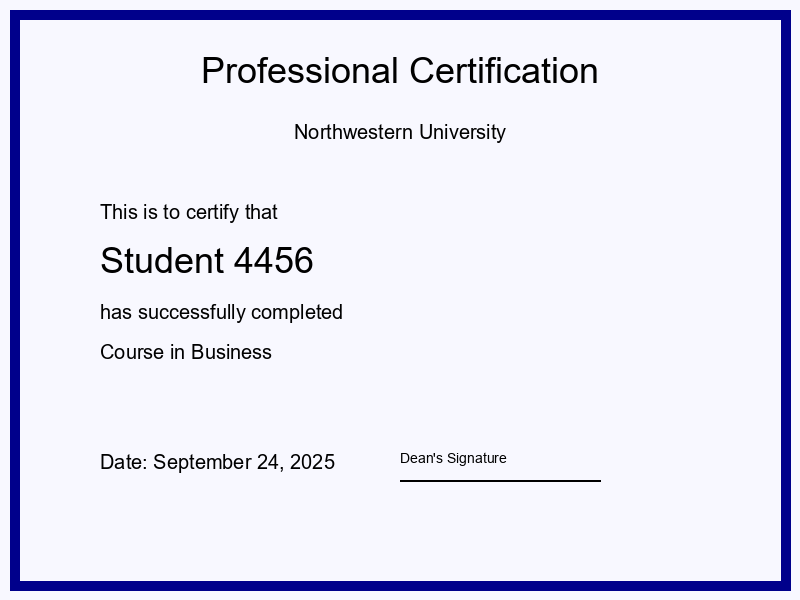 Professional Certification
Northwestern University
This is to certify that
Student 4456
has successfully completed
Course in Business
Date: September 24, 2025
Dean's Signature